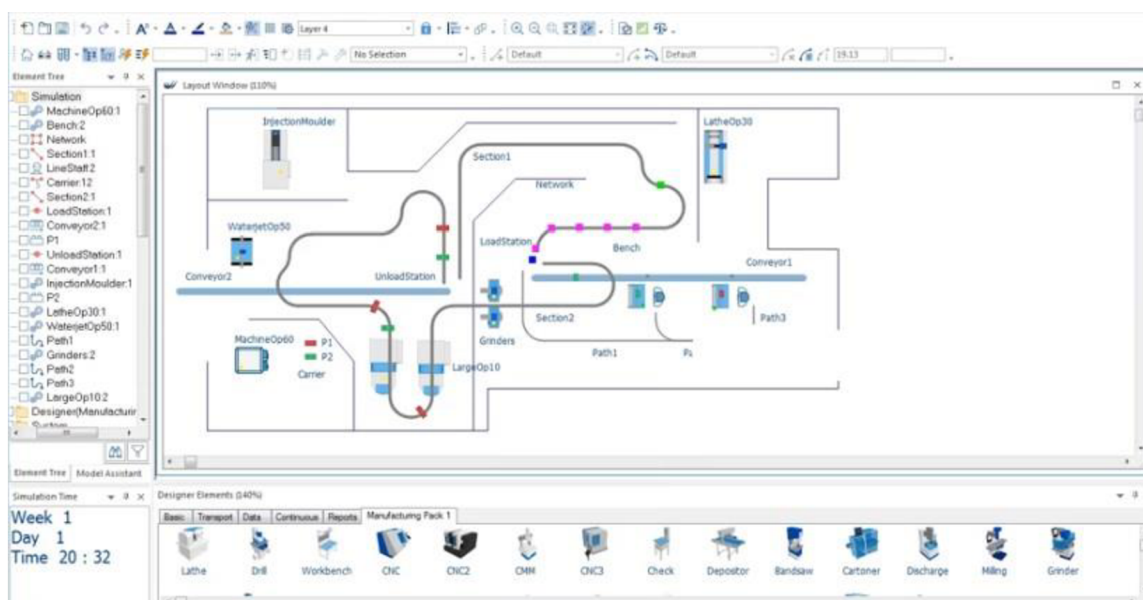 Layer 4
No Selection
Default
Default
19.13
Element Tree
Simulation
MachineOp60:1
Bench:2
Network
Section1:1
LineStaff:2
Carrier:12
Section2:1
LoadStation:1
Conveyor2:1
P1
UnloadStation:1
Conveyor1:1
InjectionMoulder:1
P2
LatheOp30:1
WaterjetOp50:1
Path1
Grinders:2
Path2
Path3
LargeOp10:2
Designer(Manufacturin
System
Element Tree
Model Assistant
Layout Window (110%)
InjectionMoulder
LatheOp30
Section1
Network
WaterjetOp50
LoadStation
Bench
Conveyor2
UnloadStation
Conveyor1
MachineOp60
P1
P2
Carrier
Grinders
Section2
Path3
Path1
LargeOp10
Simulation Time
Week 1
Day 1
Time 20 : 32
Designer Elements (140%)
Basic
Transport
Data
Continuous
Reports
Manufacturing Pack 1
Lathe
Drill
Workbench
CNC
CNC2
CMM
CNC3
Check
Depositor
Bandsaw
Cartoner
Discharge
Milling
Grinder